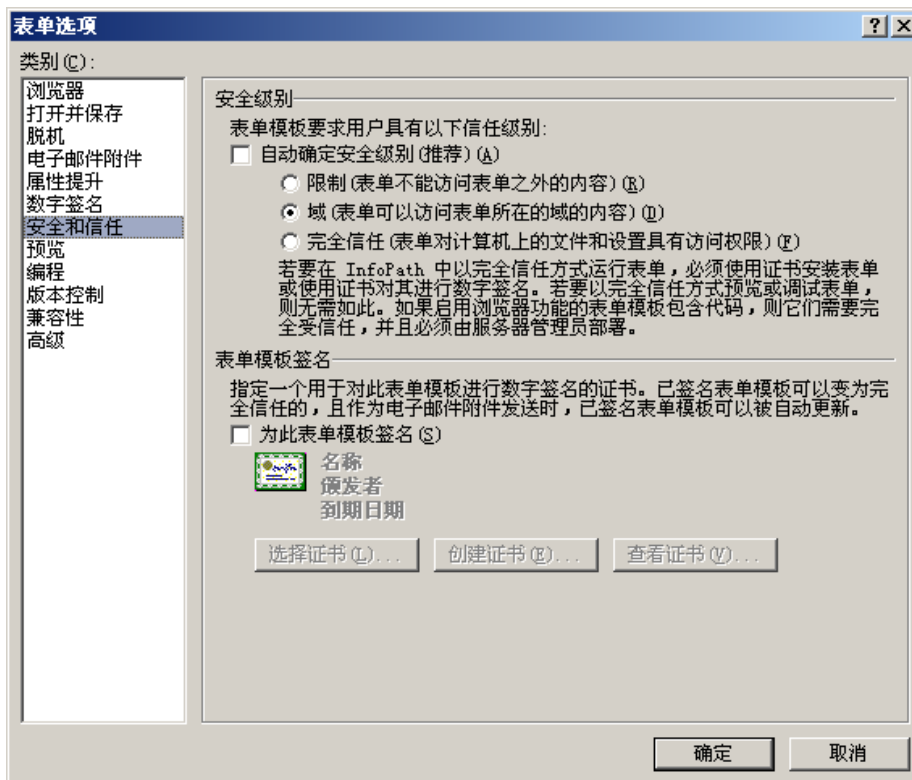 表单选项
类别(C):
浏览器
打开并保存
脱机
电子邮件附件
属性提升
数字签名
安全和信任
预览
编程
版本控制
兼容性
高级
安全级别
表单模板要求用户具有以下信任级别:
自动确定安全级别(推荐)(A)
限制(表单不能访问表单之外的内容)(R)
域(表单可以访问表单所在的域的内容)(D)
完全信任(表单对计算机上的文件和设置具有访问权限)(F)
若要在 InfoPath 中以完全信任方式运行表单，必须使用证书安装表单
或使用证书对其进行数字签名。若要以完全信任方式预览或调试表单，
则无需如此。如果启用浏览器功能的表单模板包含代码，则它们需要完
全受信任，并且必须由服务器管理员部署。
表单模板签名
指定一个用于对此表单模板进行数字签名的证书。已签名表单模板可以变为完
全信任的，且作为电子邮件附件发送时，已签名表单模板可以被自动更新。
为此表单模板签名(S)
名称
颁发者
到期日期
选择证书(L)...
创建证书(E)...
查看证书(V)...
确定
取消